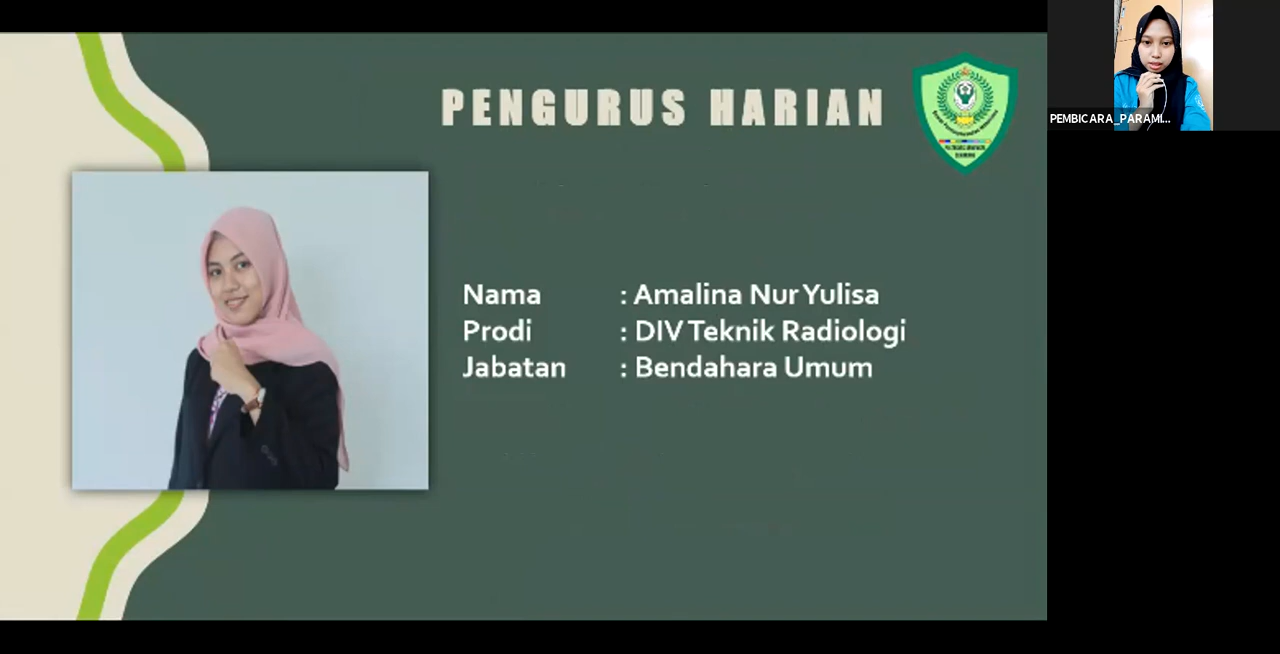 PENGURUS HARIAN
Nama : Amalina Nur Yulisa
Prodi : DIV Teknik Radiologi
Jabatan : Bendahara Umum
PEMBICARA_PARAMI...